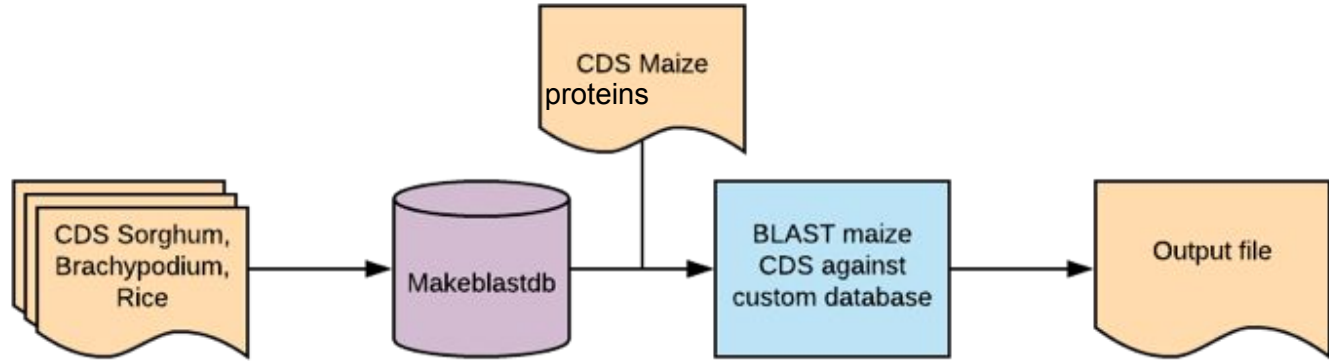 CDS Maize
proteins
CDS Sorghum,
Brachypodium,
Rice
Makeblastdb
BLAST maize
CDS against
custom database
Output file